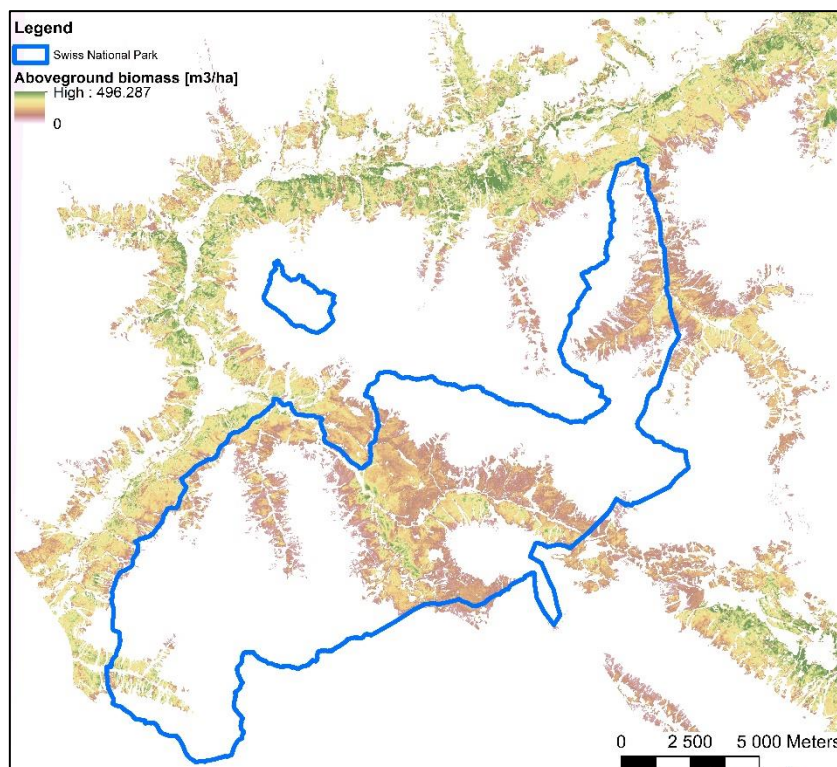 Legend
Swiss National Park
Aboveground biomass [m3/ha]
High : 496.287
0
0 2 500 5 000 Meters